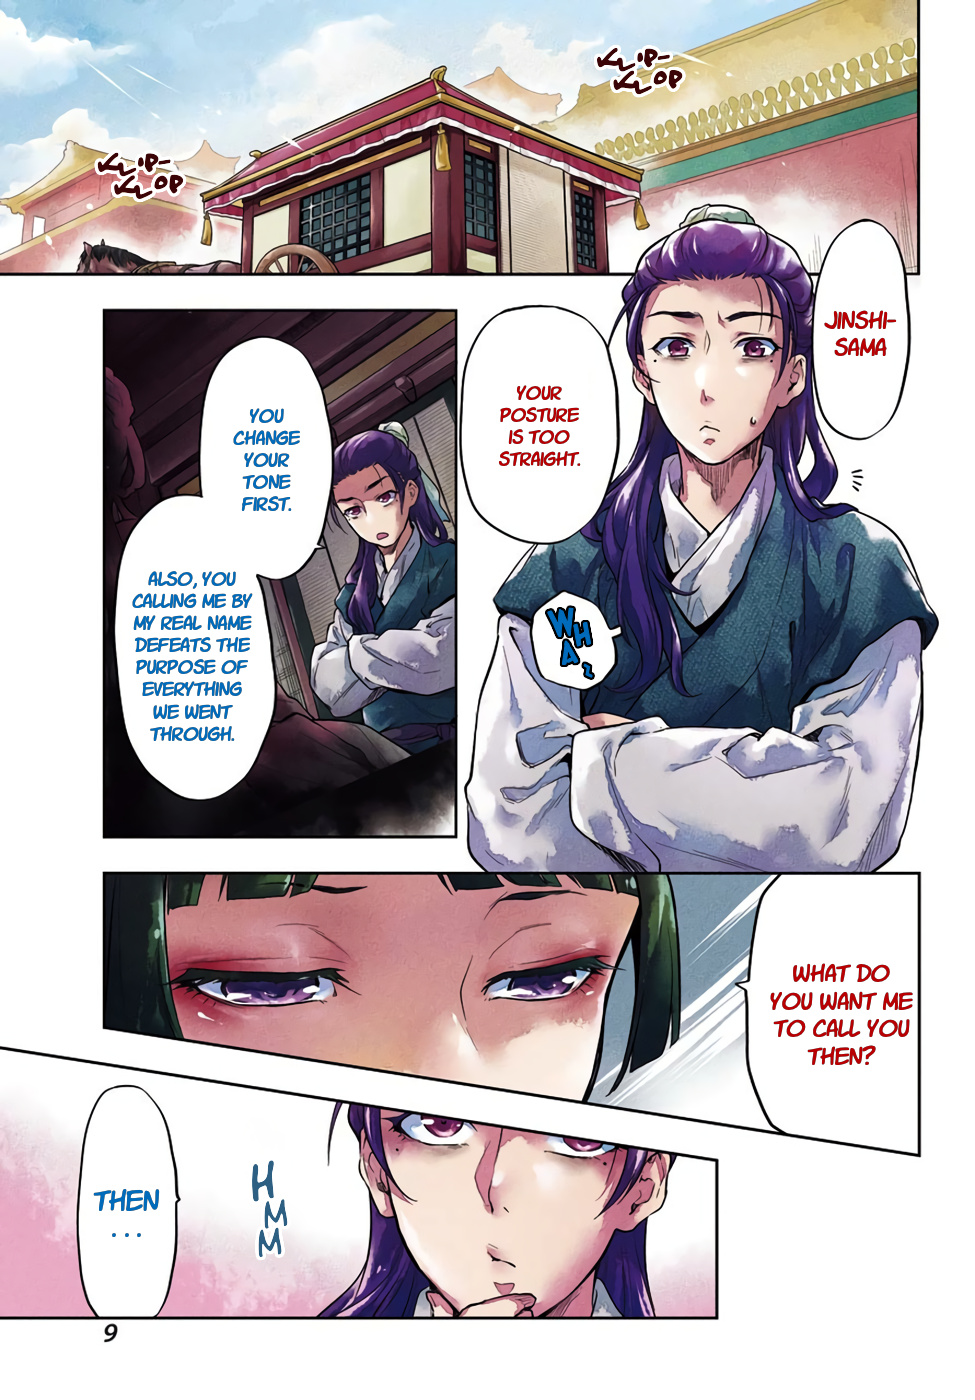 KLIP-
KLOP
KLIP-
KLOP
JINSHI-
SAMA
YOUR
POSTURE
IS TOO
STRAIGHT.
WHA?
YOU
CHANGE
YOUR
TONE
FIRST.
ALSO, YOU
CALLING ME BY
MY REAL NAME
DEFEATS THE
PURPOSE OF
EVERYTHING
WE WENT
THROUGH.
WHAT DO
YOU WANT ME
TO CALL YOU
THEN?
HMM
THEN
...
9